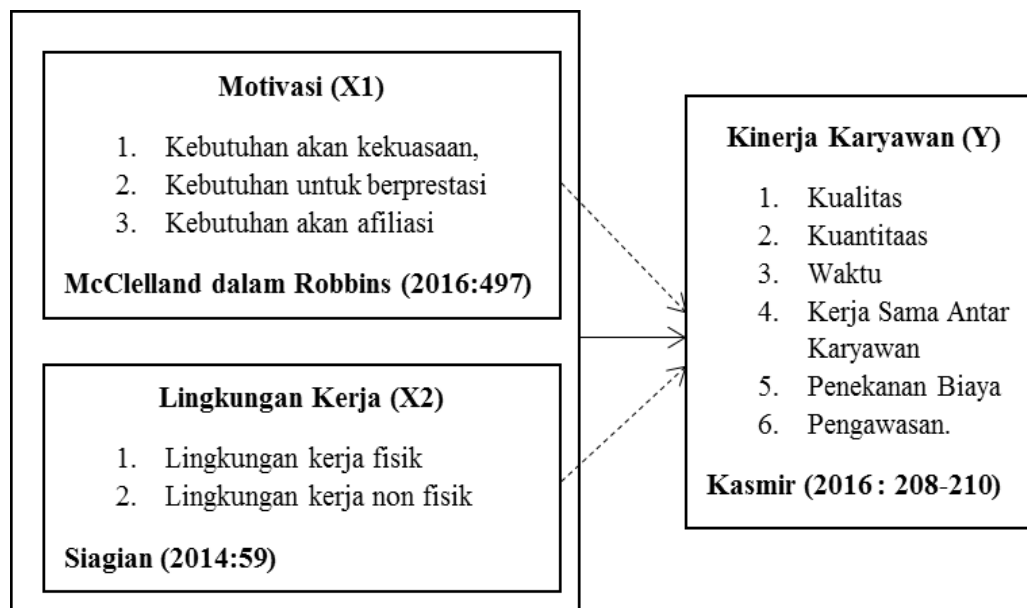 Motivasi (X1)
1. Kebutuhan akan kekuasaan,
2. Kebutuhan untuk berprestasi
3. Kebutuhan akan afiliasi
McClelland dalam Robbins (2016:497)
Lingkungan Kerja (X2)
1. Lingkungan kerja fisik
2. Lingkungan kerja non fisik
Siagian (2014:59)
Kinerja Karyawan (Y)
1. Kualitas
2. Kuantitaas
3. Waktu
4. Kerja Sama Antar
Karyawan
5. Penekanan Biaya
6. Pengawasan.
Kasmir (2016 : 208-210)